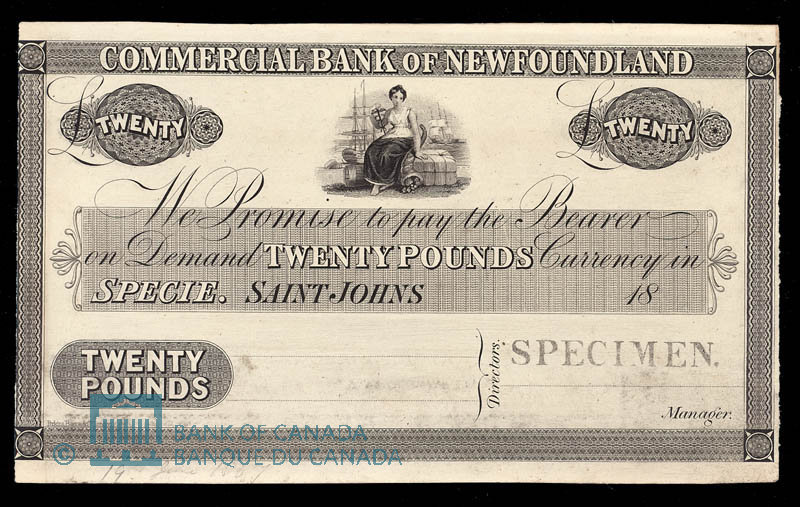 COMMERCIAL BANK OF NEWFOUNDLAND
£ TWENTY £ TWENTY
We Promise to pay the Bearer
on Demand TWENTY POUNDS Currency in
SPECIE. SAINT JOHNS 18
TWENTY
POUNDS
Directors.
SPECIMEN.
Manager.
© BANK OF CANADA
BANQUE DU CANADA